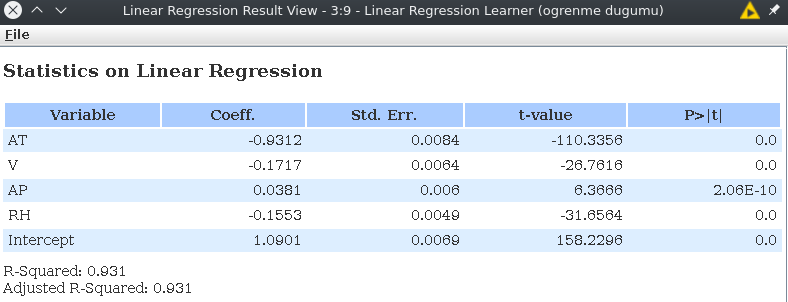 Linear Regression Result View - 3:9 - Linear Regression Learner (ogrenme dugumu)
File
Statistics on Linear Regression
Variable Coeff. Std. Err. t-value P>|t|
AT -0.9312 0.0084 -110.3356 0.0
V -0.1717 0.0064 -26.7616 0.0
AP 0.0381 0.006 6.3666 2.06E-10
RH -0.1553 0.0049 -31.6564 0.0
Intercept 1.0901 0.0069 158.2296 0.0
R-Squared: 0.931
Adjusted R-Squared: 0.931